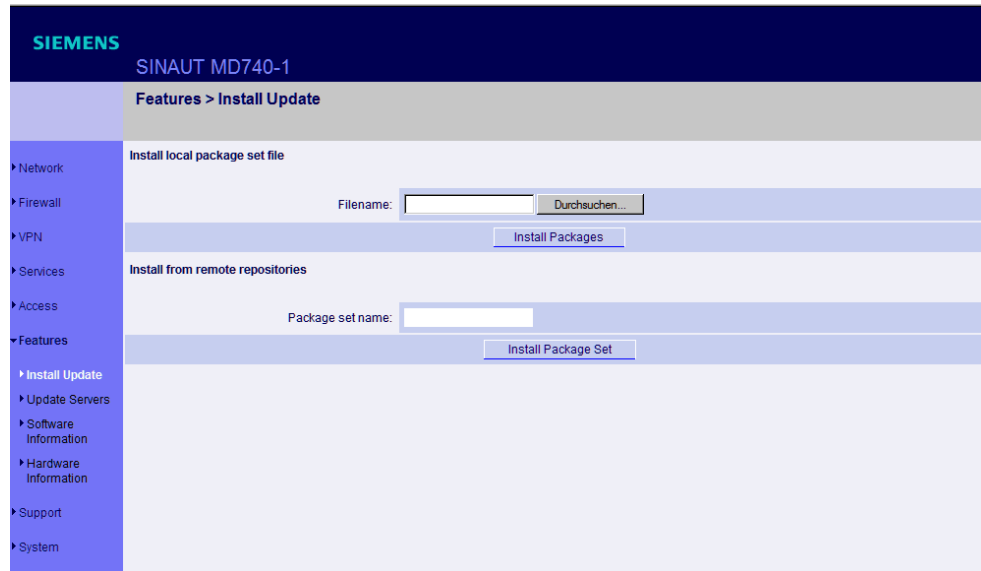 SIEMENS
SINAUT MD740-1
Features > Install Update
Network
Firewall
VPN
Services
Access
Features
Install Update
Update Servers
Software
Information
Hardware
Information
Support
System
Install local package set file
Filename:
Durchsuchen...
Install Packages
Install from remote repositories
Package set name:
Install Package Set